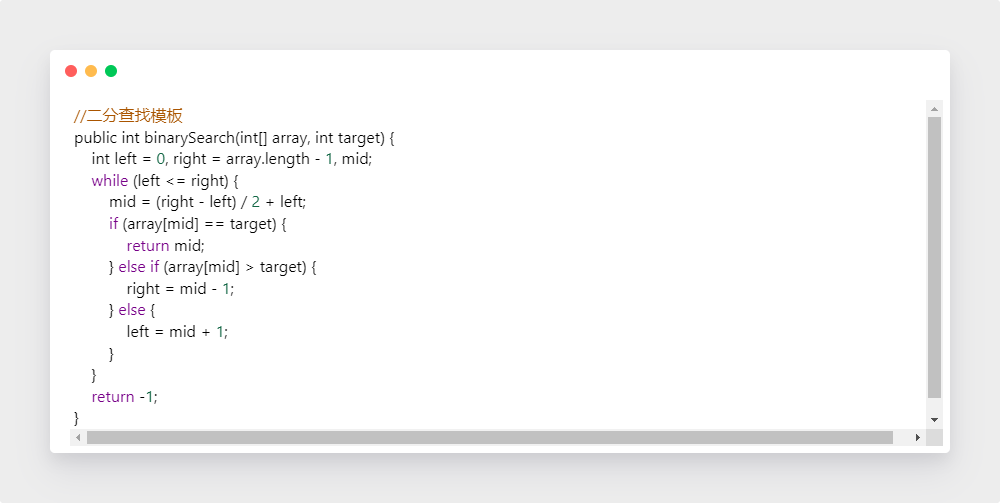 //二分查找模板
public int binarySearch(int[] array, int target) {
    int left = 0, right = array.length - 1, mid;
    while (left <= right) {
        mid = (right - left) / 2 + left;
        if (array[mid] == target) {
            return mid;
        } else if (array[mid] > target) {
            right = mid - 1;
        } else {
            left = mid + 1;
        }
    }
    return -1;
}